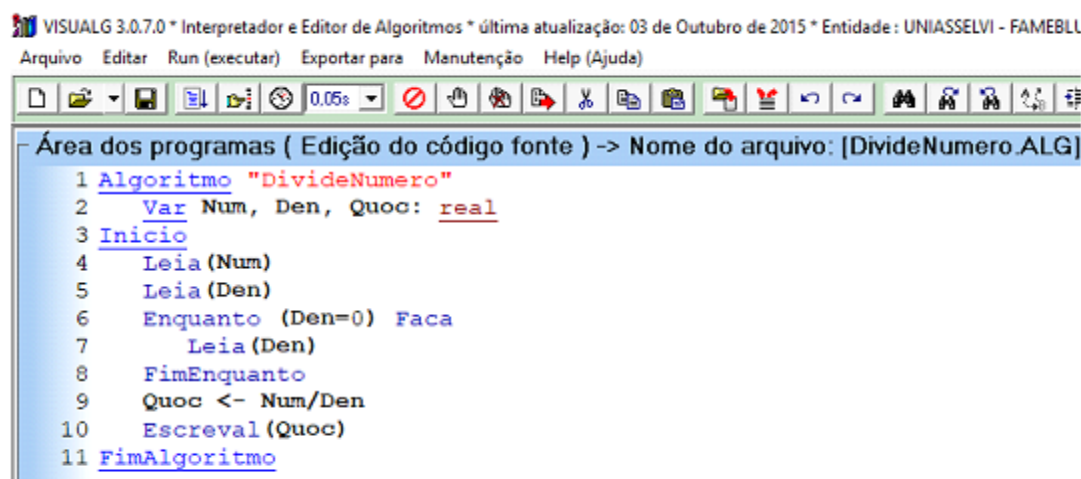 VISUALG 3.0.7.0 * Interpretador e Editor de Algoritmos * última atualização: 03 de Outubro de 2015 * Entidade: UNIASSELVI - FAMEBLU
Arquivo Editar Run (executar) Exportar para Manutenção Help (Ajuda)
0,05s
Área dos programas ( Edição do código fonte ) -> Nome do arquivo: [DivideNumero.ALG]
1 Algoritmo "DivideNumero"
2 Var Num, Den, Quoc: real
3 Inicio
4 Leia(Num)
5 Leia(Den)
6 Enquanto (Den=0) Faca
7 Leia(Den)
8 FimEnquanto
9 Quoc <- Num/Den
10 Escreval(Quoc)
11 FimAlgoritmo